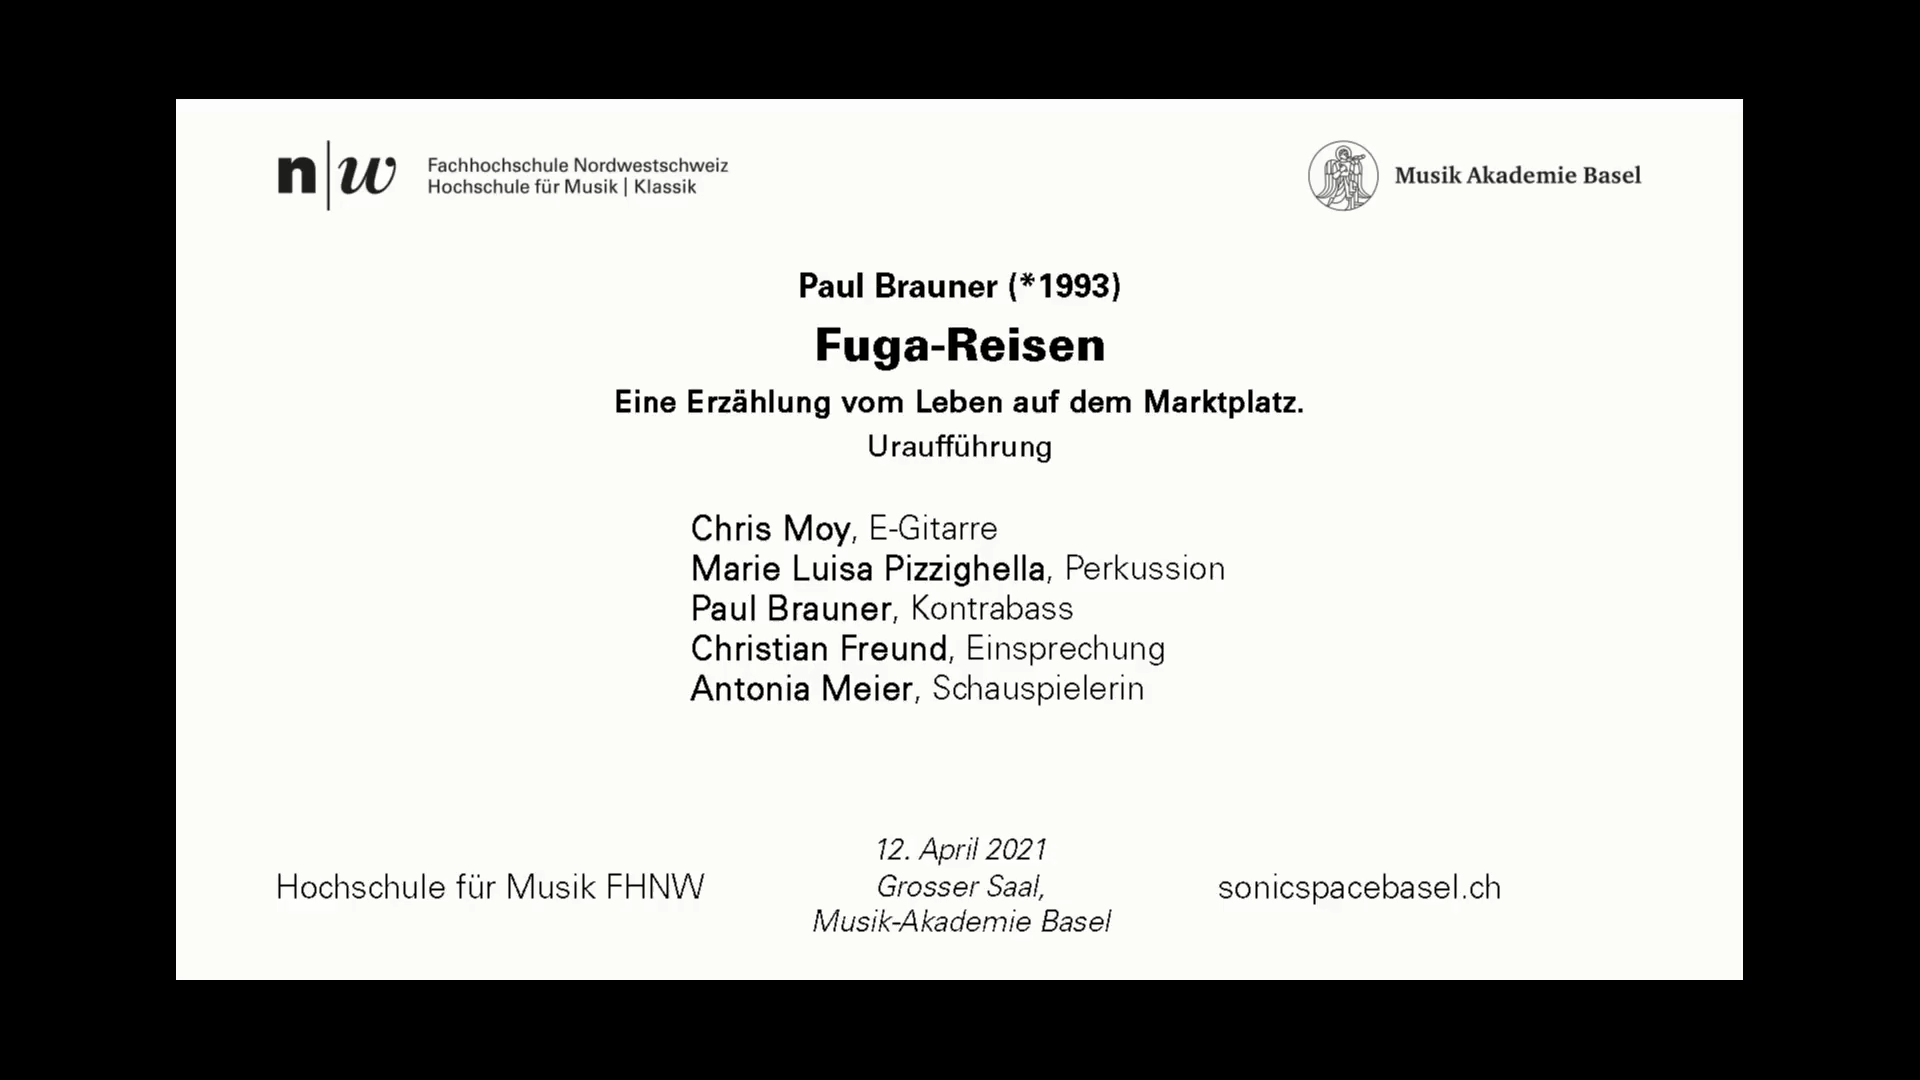 n|w
Fachhochschule Nordwestschweiz
Hochschule für Musik | Klassik
Musik Akademie Basel
Paul Brauner (*1993)
Fuga-Reisen
Eine Erzählung vom Leben auf dem Marktplatz.
Uraufführung
Chris Moy, E-Gitarre
Marie Luisa Pizzighella, Perkussion
Paul Brauner, Kontrabass
Christian Freund, Einsprechung
Antonia Meier, Schauspielerin
Hochschule für Musik FHNW
12. April 2021
Grosser Saal,
Musik-Akademie Basel
sonicspacebasel.ch